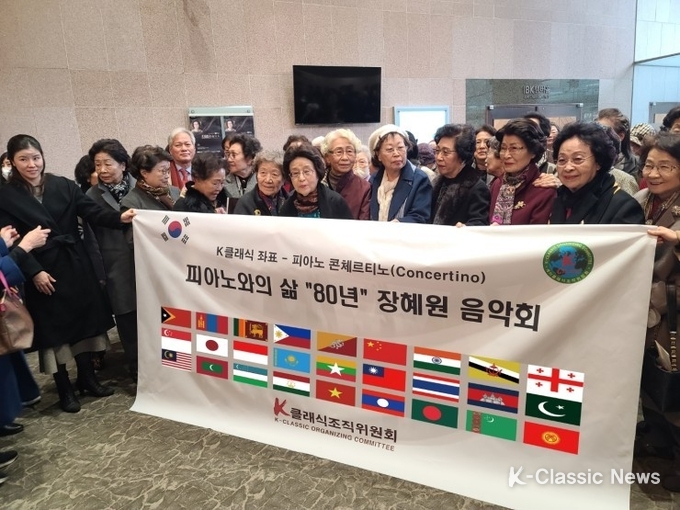 IBK
K클래식 좌표 - 피아노 콘체르티노(Concertino)
피아노와의 삶 "80년" 장혜원 음악회
K클래식조직위원회
K-CLASSIC ORGANIZING COMMITTEE
K-Classic News